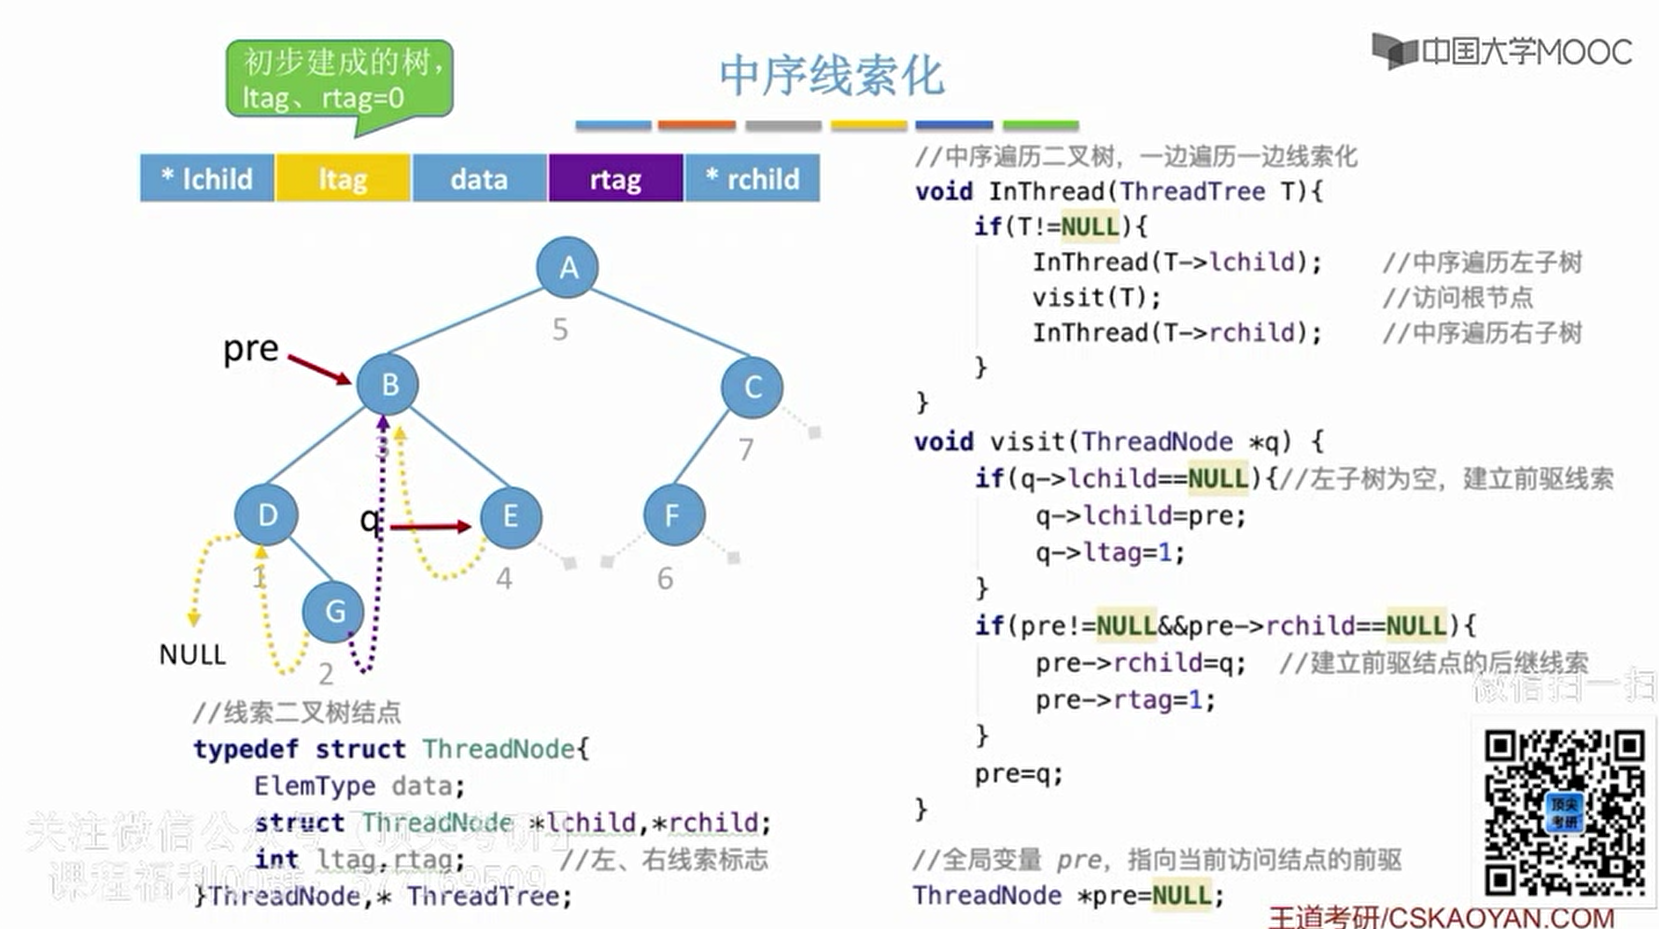 初步建成的树，
ltag、rtag=0
中序线索化
中国大学MOOC
* lchild ltag data rtag * rchild
A
5
pre
B
3
C
7
D
1
q
E
4
F
6
G
2
NULL
//线索二叉树结点
typedef struct ThreadNode{
ElemType data;
struct ThreadNode *lchild,*rchild;
int ltag,rtag; //左、右线索标志
}ThreadNode,* ThreadTree;
关注微信公众号
//中序遍历二叉树，一边遍历一边线索化
void InThread(ThreadTree T){
if(T!=NULL){
InThread(T->lchild); //中序遍历左子树
visit(T); //访问根节点
InThread(T->rchild); //中序遍历右子树
}
}
void visit(ThreadNode *q) {
if(q->lchild==NULL){//左子树为空，建立前驱线索
q->lchild=pre;
q->ltag=1;
}
if(pre!=NULL&&pre->rchild==NULL){
pre->rchild=q; //建立前驱结点的后继线索
pre->rtag=1;
}
pre=q;
}
//全局变量 pre，指向当前访问结点的前驱
ThreadNode *pre=NULL;
微信扫一扫
顶尖
考研
王道考研/CSKAOYAN.COM